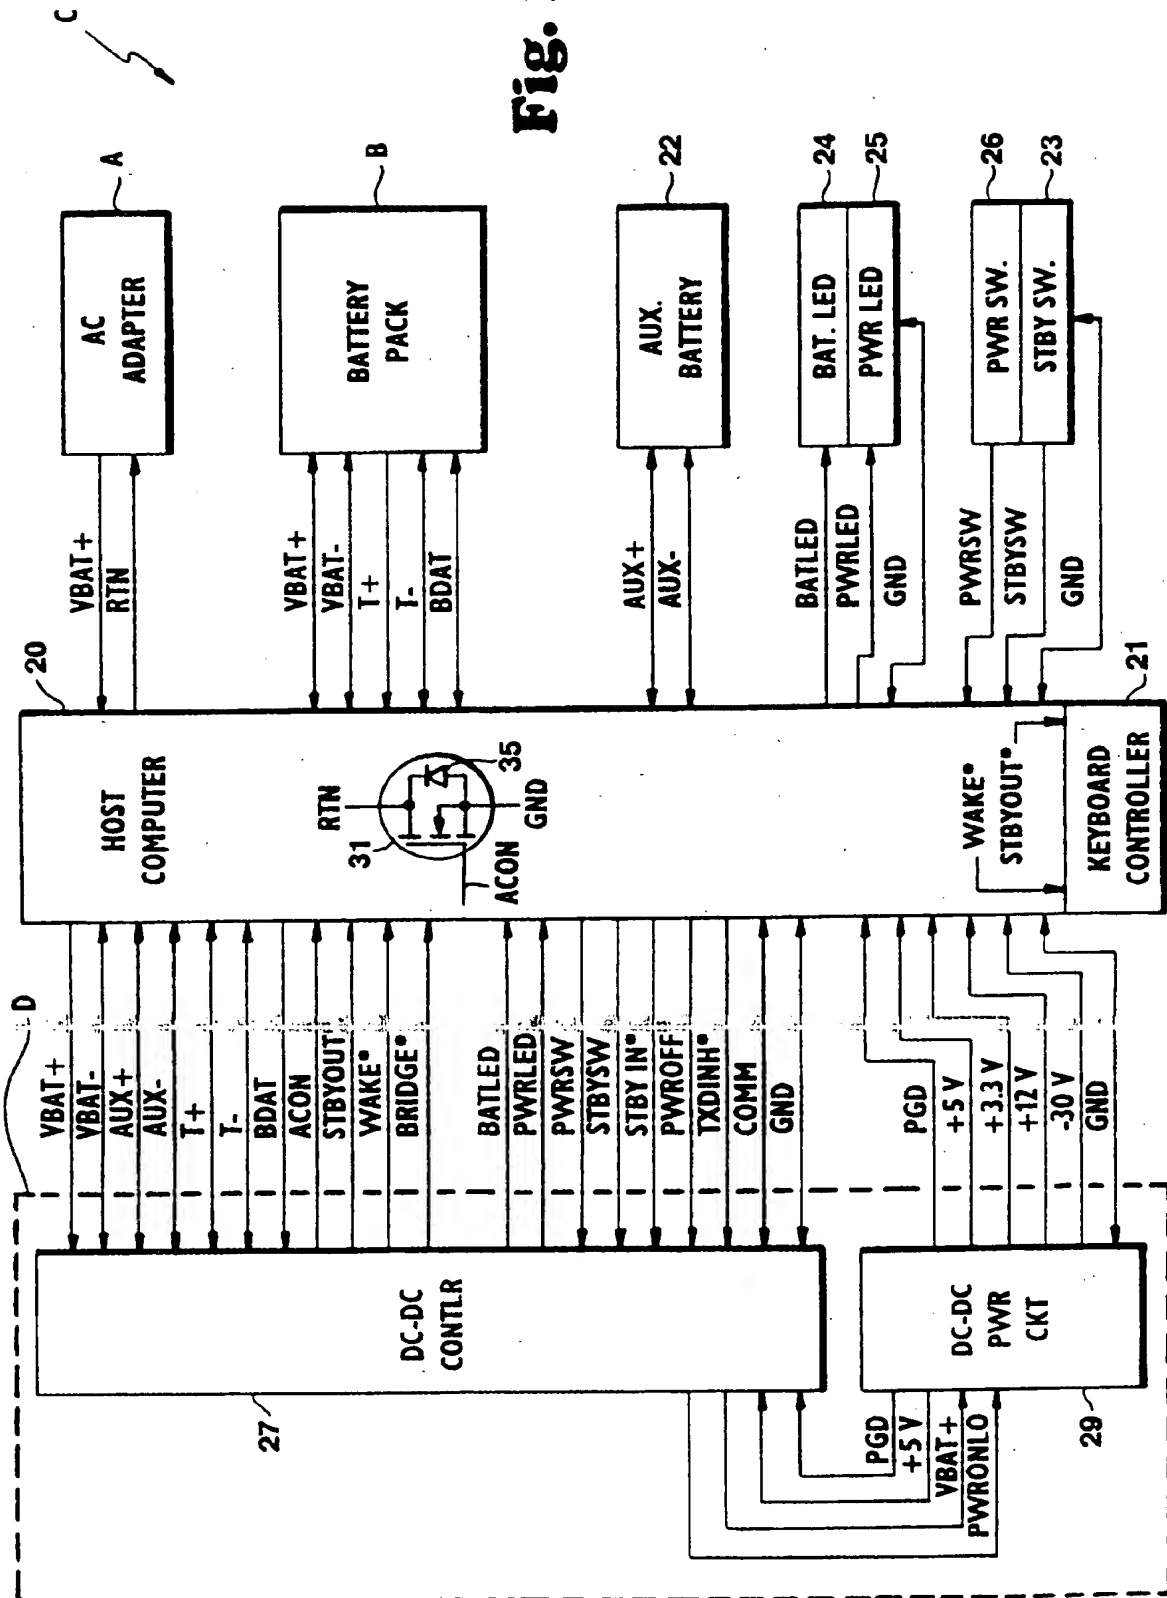 C
Fig.
A
AC
ADAPTER
VBAT+
RTN
B
BATTERY
PACK
VBAT+
VBAT-
T+
T-
BDAT
22
AUX.
BATTERY
AUX+
AUX-
24
25
BAT. LED
PWR LED
BATLED
PWRLED
GND
26
23
PWR SW.
STBY SW.
PWRSW
STBYSW
GND
20
HOST
COMPUTER
RTN
35
31
GND
ACON
WAKE*
STBYOUT*
21
KEYBOARD
CONTROLLER
D
VBAT+
VBAT-
AUX+
AUX-
T+
T-
BDAT
ACON
STBYOUT*
WAKE*
BRIDGE*
BATLED
PWRLED
PWRSW
STBYSW
STBY IN*
PWROFF
TXDINH*
COMM
GND
PGD
+5 V
+3.3 V
+12 V
-30 V
GND
DC-DC
CONTLR
27
DC-DC
PWR
CKT
29
PGD
+5 V
VBAT+
PWRONLO